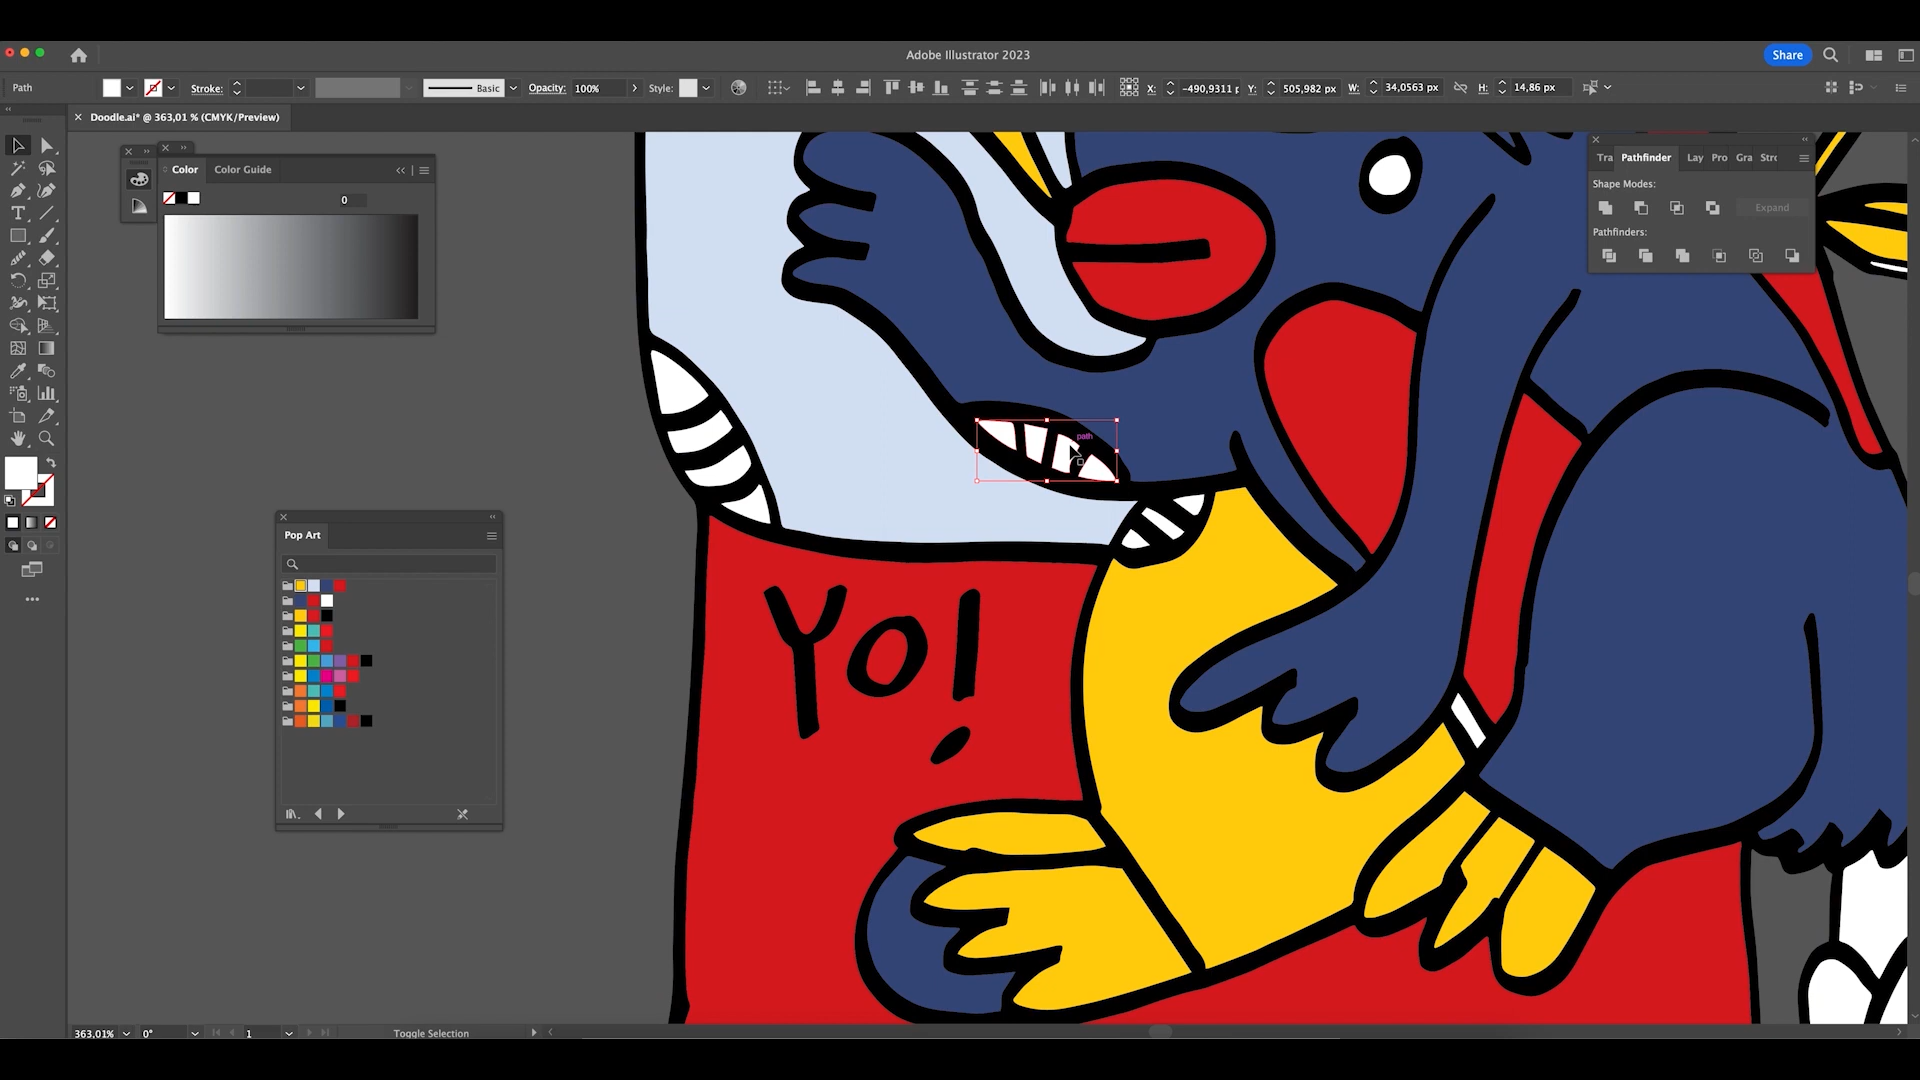 Adobe Illustrator 2023
Share
Path
Stroke:
Basic
Opacity:
100%
Style:
X:
-490,9311 p
Y:
505,982 px
W:
34,0563 px
H:
14,86 px
Doodle.ai* @ 363,01 % (CMYK/Preview)
Color
Color Guide
0
Tra
Pathfinder
Lay
Pro
Gra
Strc
Shape Modes:
Expand
Pathfinders:
path
Pop Art
Yo!
363,01%
0°
1
Toggle Selection